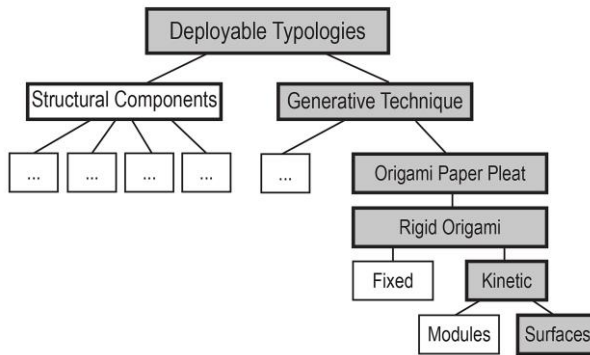 Deployable Typologies
Structural Components
Generative Technique
...
...
...
...
...
Origami Paper Pleat
Rigid Origami
Fixed
Kinetic
Modules
Surfaces